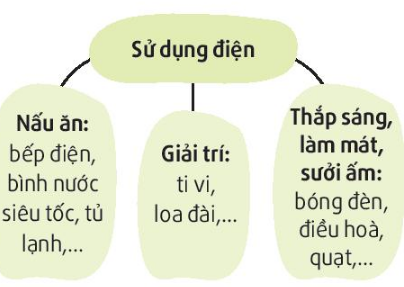 Sử dụng điện
Nấu ăn:
bếp điện,
bình nước
siêu tốc, tủ
lạnh,...
Giải trí:
ti vi,
loa đài,...
Thắp sáng,
làm mát,
sưởi ấm:
bóng đèn,
điều hoà,
quạt,...